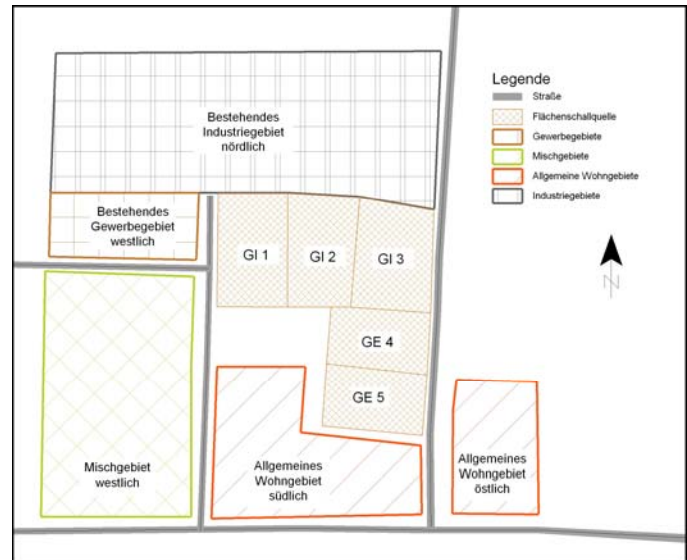 Bestehendes
Industriegebiet
nördlich
Legende
Straße
Flächenschallquelle
Gewerbegebiete
Mischgebiete
Allgemeine Wohngebiete
Industriegebiete
Bestehendes
Gewerbegebiet
westlich
GI 1
GI 2
GI 3
N
GE 4
GE 5
Mischgebiet
westlich
Allgemeines
Wohngebiet
südlich
Allgemeines
Wohngebiet
östlich